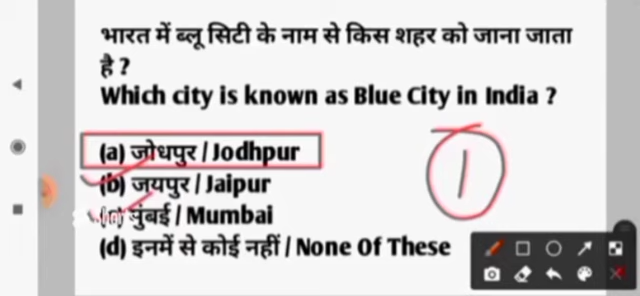 भारत में ब्लू सिटी के नाम से किस शहर को जाना जाता
है ?
Which city is known as Blue City in India ?
(a) जोधपुर / Jodhpur
(b) जयपुर / Jaipur
(c) मुंबई / Mumbai
(d) इनमें से कोई नहीं / None Of These
1